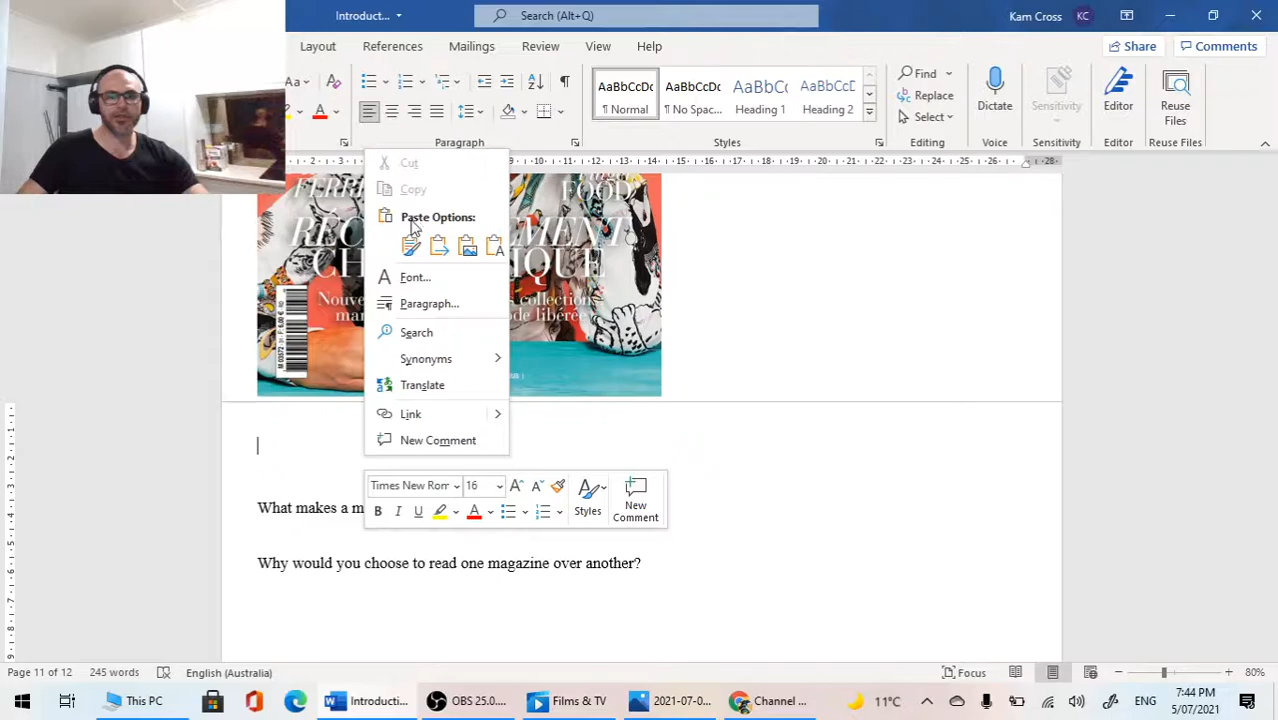 Introduct... 
Search (Alt+Q)
Kam Cross KC
Layout References Mailings Review View Help
Share Comments
Aa
AaBbCcDc AaBbCcDc AaBbCc AaBbCcD
¶ Normal ¶ No Spac... Heading 1 Heading 2
Find
Replace
Select
Dictate
Sensitivity
Editor
Reuse Files
Paragraph Styles Editing Voice Sensitivity Editor Reuse Files
FOOD
Cut
Copy
Paste Options:
Font...
Paragraph...
Search
Synonyms
Translate
Link
New Comment
Times New Rom 16
B I U
Styles
New Comment
What makes a m
Why would you choose to read one magazine over another?
Page 11 of 12 245 words English (Australia) Focus 80%
This PC Introducti... OBS 25.0.... Films & TV 2021-07-0... Channel ... 11°C ENG 7:44 PM
5/07/2021